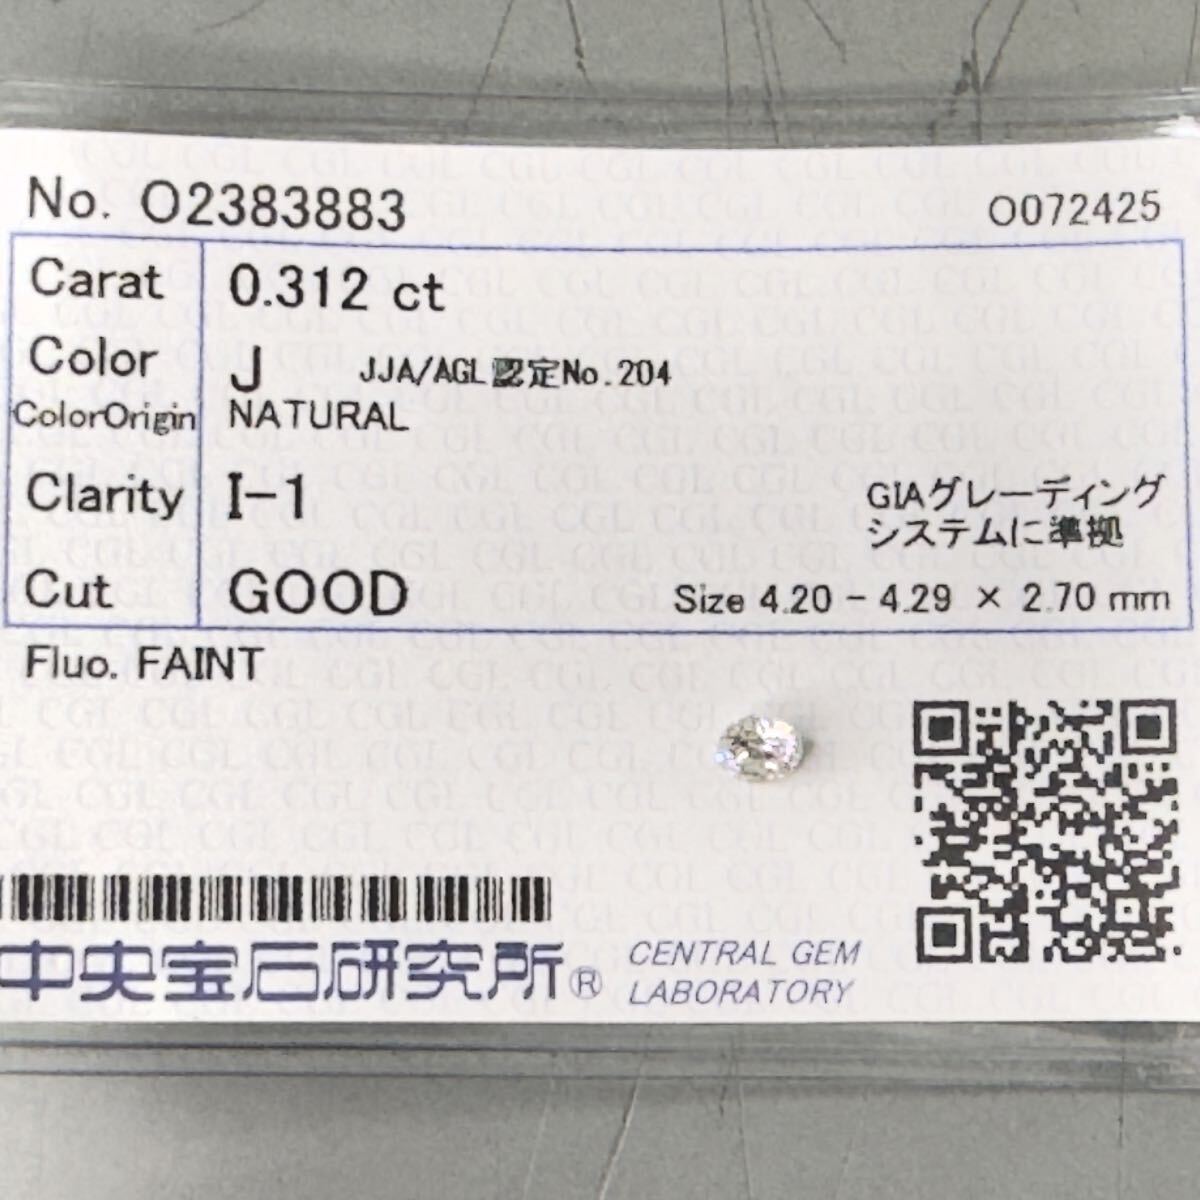 No. O2383883
O072425
Carat 0.312 ct
Color J JJA/AGL認定No.204
ColorOrigin NATURAL
Clarity I-1 GIAグレーディング
システムに準拠
Cut GOOD Size 4.20 - 4.29 × 2.70 mm
Fluo. FAINT
中央宝石研究所® CENTRAL GEM
LABORATORY